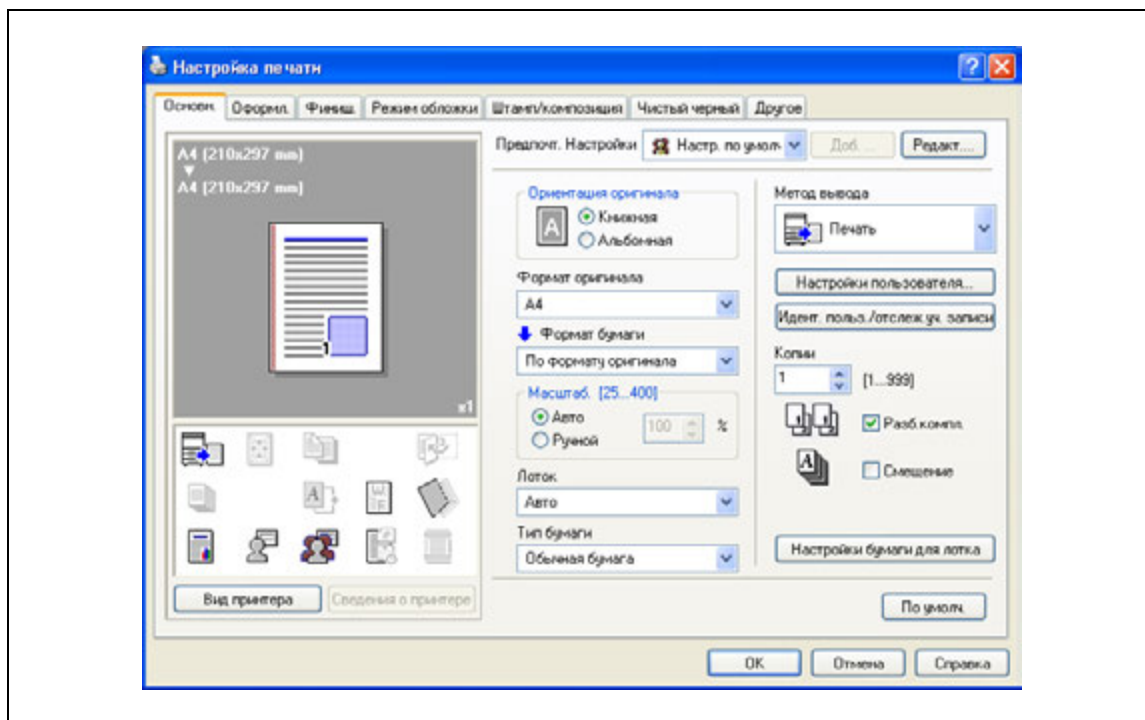 Настройка печати
Основн. Оформл. Финиш. Режим обложки Штамп/композиция Чистый черный Другое
A4 (210x297 mm)
A4 (210x297 mm)
1
x1
Вид принтера Сведения о принтере
Предпочт. Настройки Настр. по умолч Доб.... Редакт....
Ориентация оригинала
A
Книжная
Альбомная
Формат оригинала
A4
Формат бумаги
По формату оригинала
Масштаб. [25...400]
Авто
Ручной
100 %
Лоток
Авто
Тип бумаги
Обычная бумага
Метод вывода
Печать
Настройки пользователя...
Идент. польз./отслеж.уч. записи
Копии
1 [1...999]
Разб.компл.
Смещение
Настройки бумаги для лотка
По умолч.
OK Отмена Справка